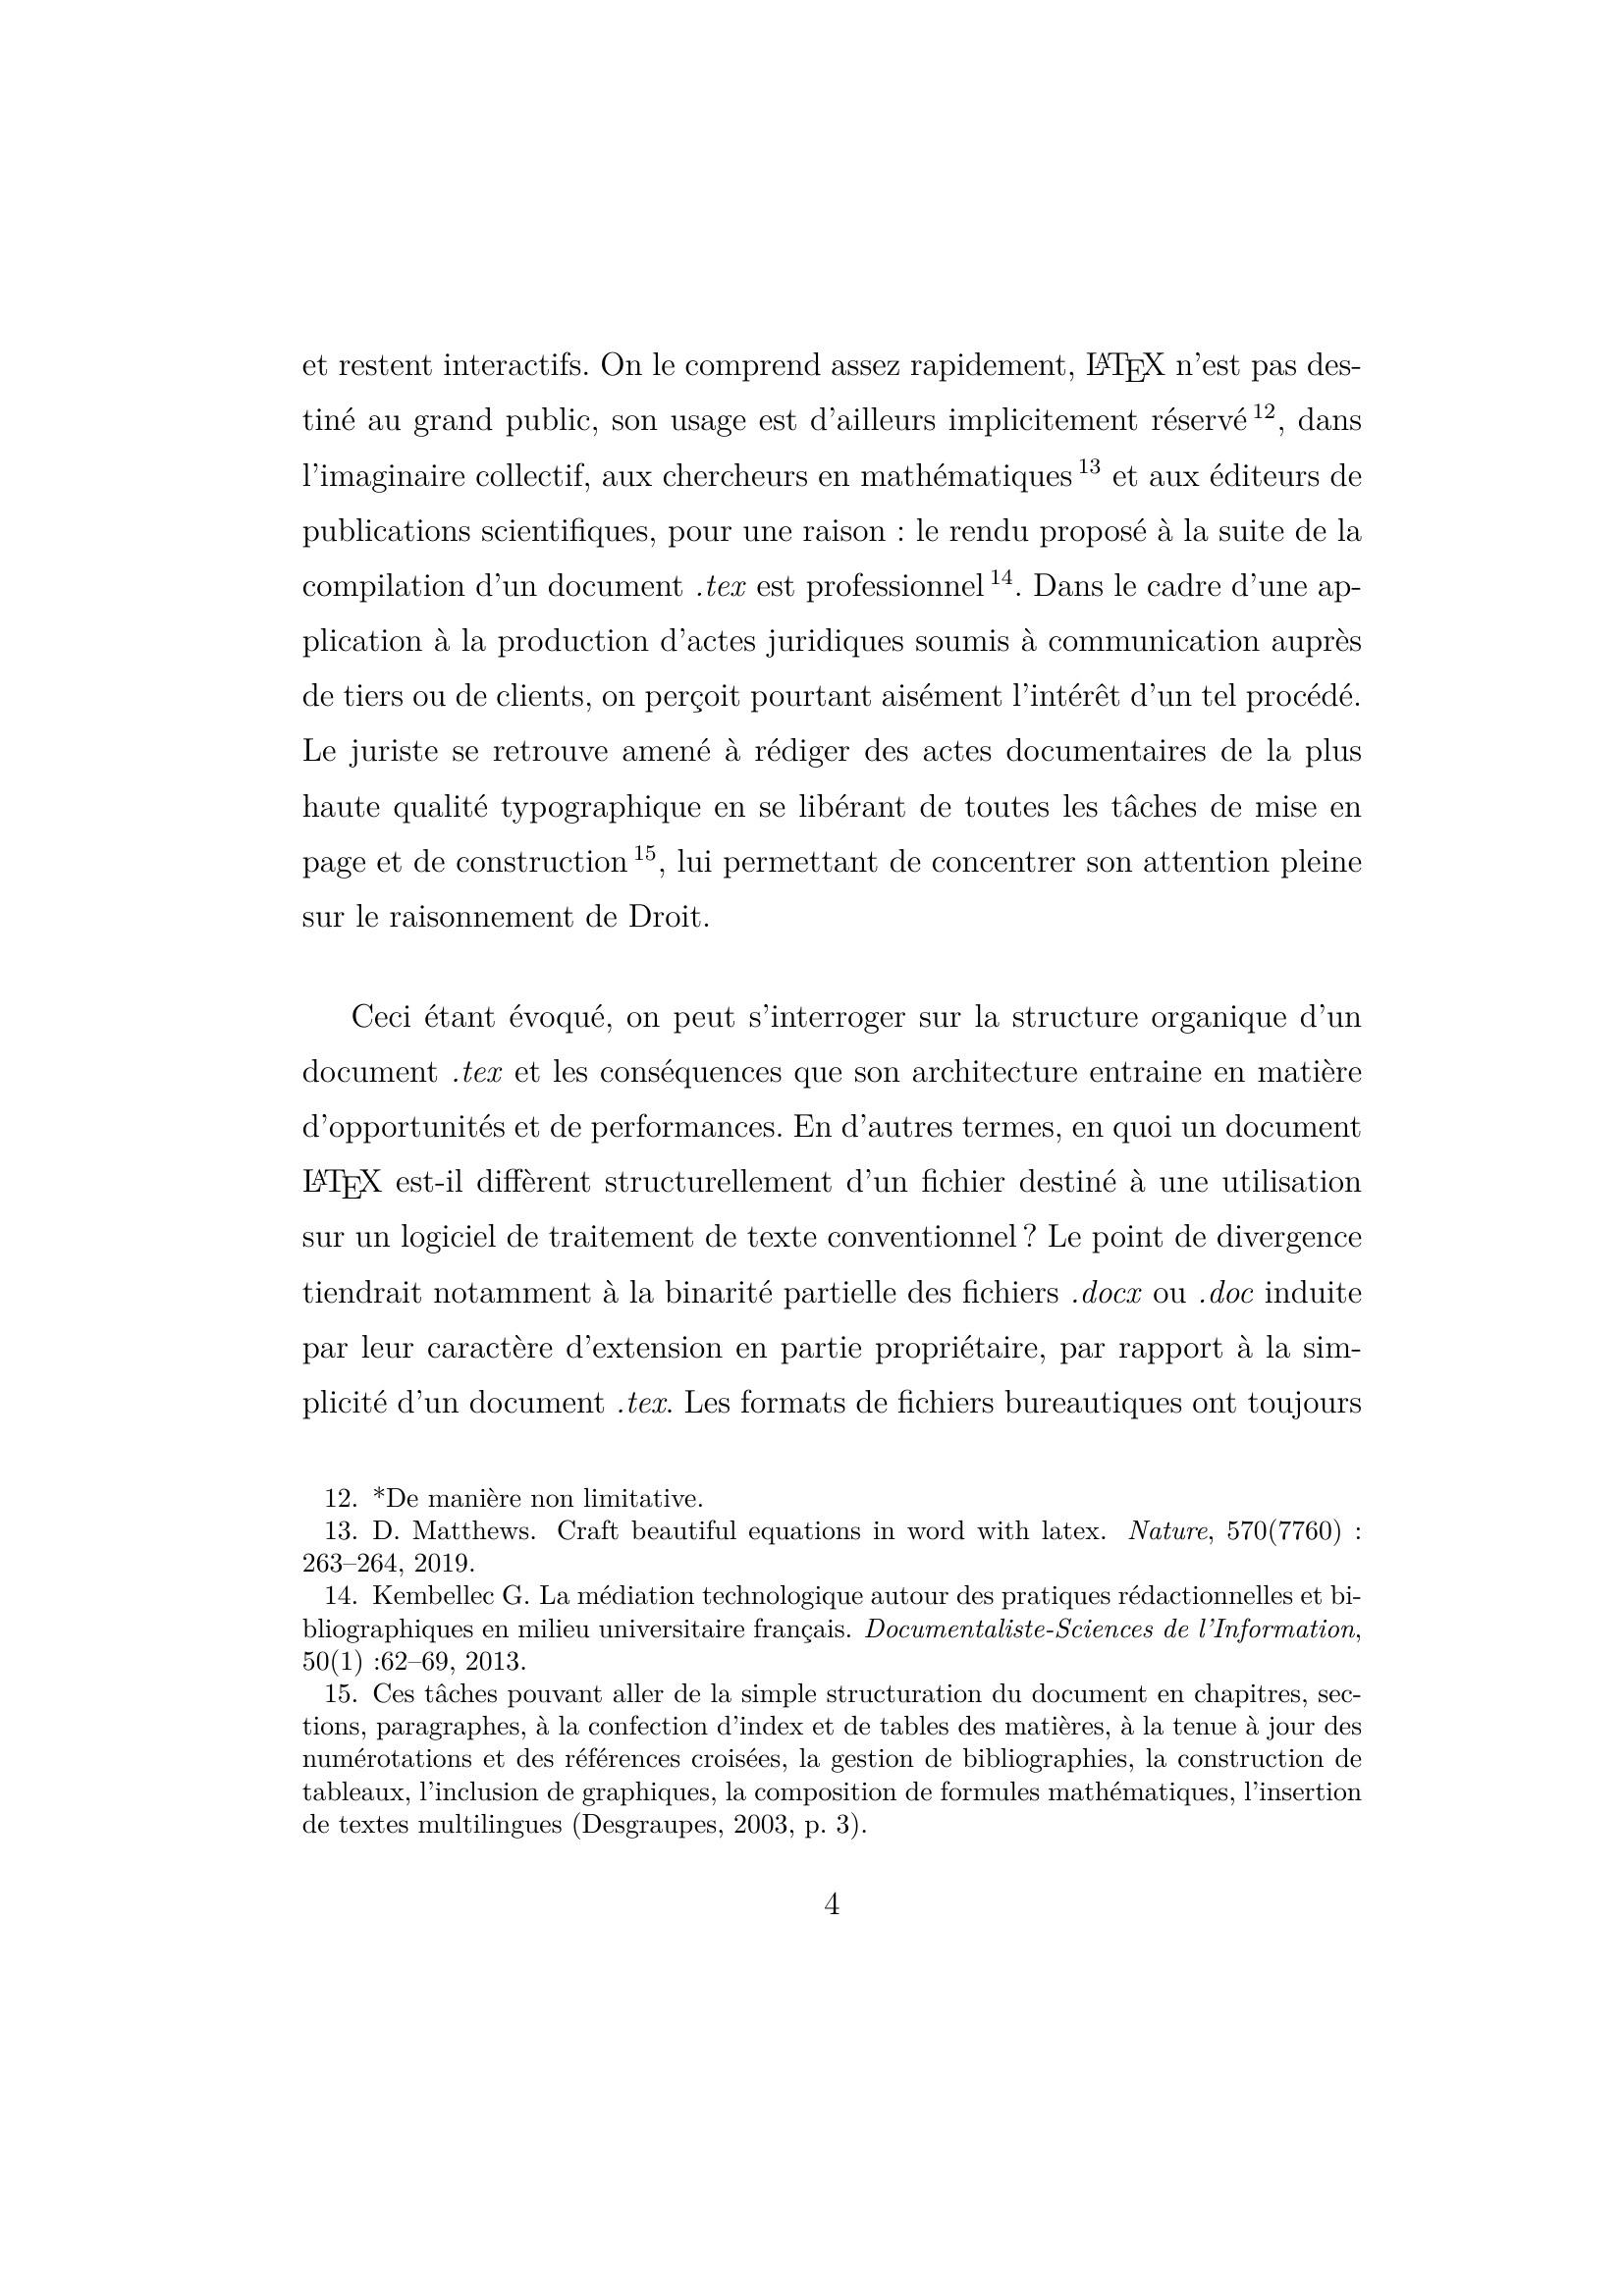 et restent interactifs. On le comprend assez rapidement, LATEX n'est pas des-
tiné au grand public, son usage est d'ailleurs implicitement réservé 12, dans
l'imaginaire collectif, aux chercheurs en mathématiques 13 et aux éditeurs de
publications scientifiques, pour une raison : le rendu proposé à la suite de la
compilation d'un document .tex est professionnel 14. Dans le cadre d'une ap-
plication à la production d'actes juridiques soumis à communication auprès
de tiers ou de clients, on perçoit pourtant aisément l'intérêt d'un tel procédé.
Le juriste se retrouve amené à rédiger des actes documentaires de la plus
haute qualité typographique en se libérant de toutes les tâches de mise en
page et de construction 15, lui permettant de concentrer son attention pleine
sur le raisonnement de Droit.
Ceci étant évoqué, on peut s'interroger sur la structure organique d'un
document .tex et les conséquences que son architecture entraine en matière
d'opportunités et de performances. En d'autres termes, en quoi un document
LATEX est-il diffèrent structurellement d'un fichier destiné à une utilisation
sur un logiciel de traitement de texte conventionnel ? Le point de divergence
tiendrait notamment à la binarité partielle des fichiers .docx ou .doc induite
par leur caractère d'extension en partie propriétaire, par rapport à la sim-
plicité d'un document .tex. Les formats de fichiers bureautiques ont toujours
12. *De manière non limitative.
13. D. Matthews. Craft beautiful equations in word with latex. Nature, 570(7760) :
263–264, 2019.
14. Kembellec G. La médiation technologique autour des pratiques rédactionnelles et bi-
bliographiques en milieu universitaire français. Documentaliste-Sciences de l'Information,
50(1) :62–69, 2013.
15. Ces tâches pouvant aller de la simple structuration du document en chapitres, sec-
tions, paragraphes, à la confection d'index et de tables des matières, à la tenue à jour des
numérotations et des références croisées, la gestion de bibliographies, la construction de
tableaux, l'inclusion de graphiques, la composition de formules mathématiques, l'insertion
de textes multilingues (Desgraupes, 2003, p. 3).
4